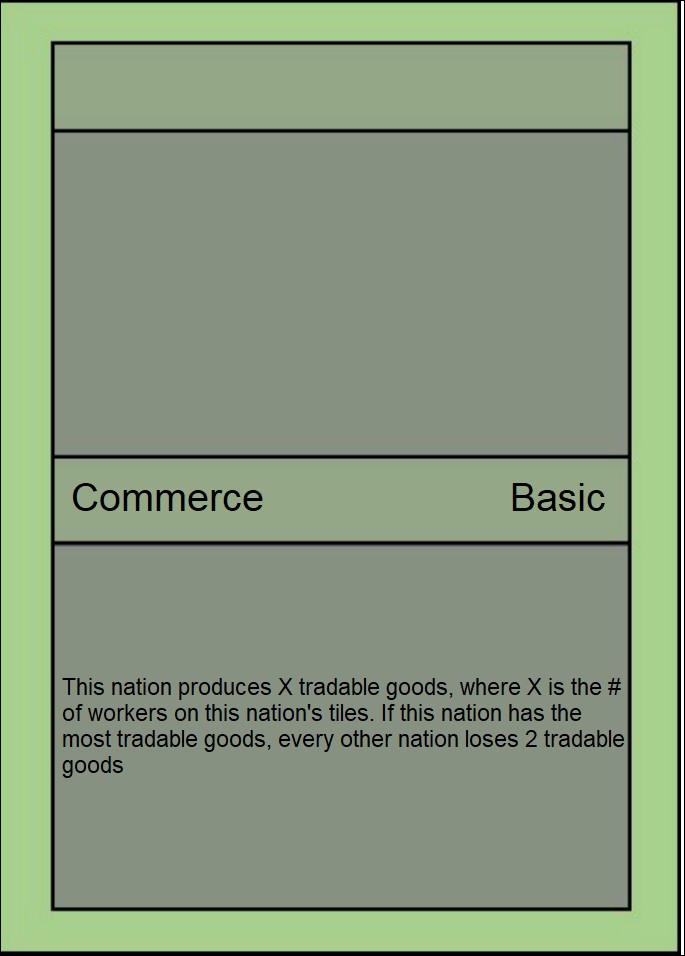 Commerce Basic
This nation produces X tradable goods, where X is the #
of workers on this nation's tiles. If this nation has the
most tradable goods, every other nation loses 2 tradable
goods